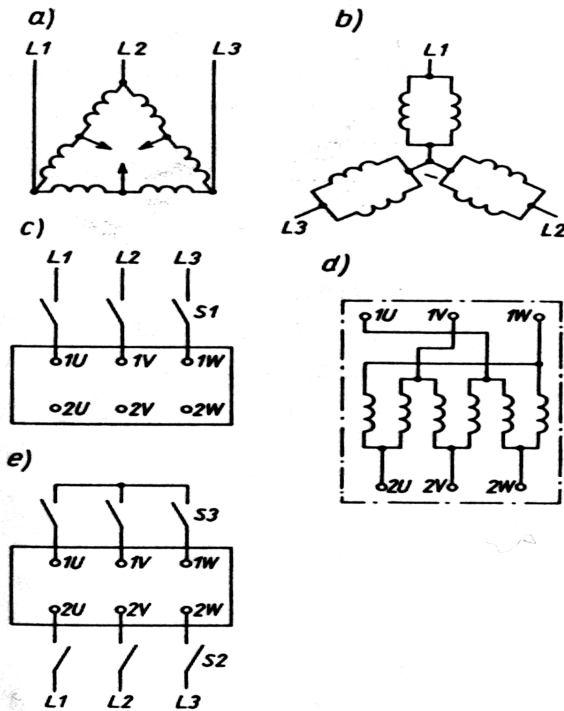 a)
L1 L2 L3
b)
L1
L3 L2
c)
L1 L2 L3
S1
1U 1V 1W
2U 2V 2W
d)
1U 1V 1W
2U 2V 2W
e)
S3
1U 1V 1W
2U 2V 2W
S2
L1 L2 L3